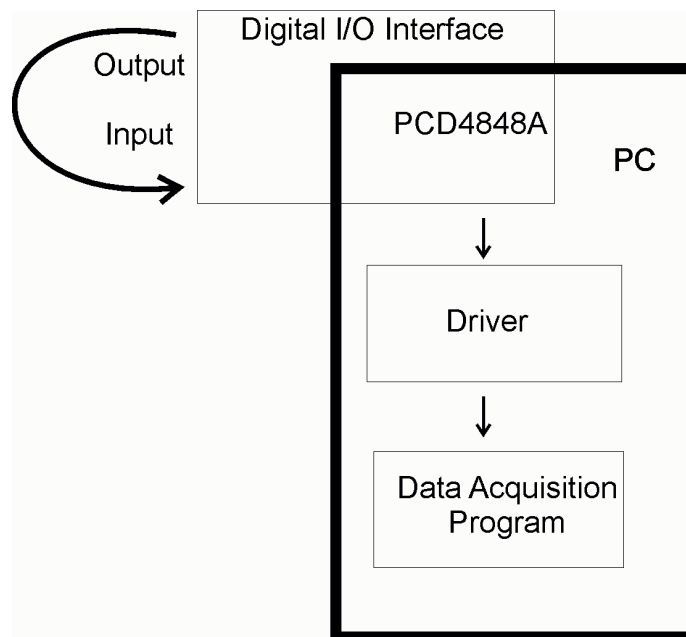 Digital I/O Interface
Output
Input
PCD4848A
PC
Driver
Data Acquisition
Program